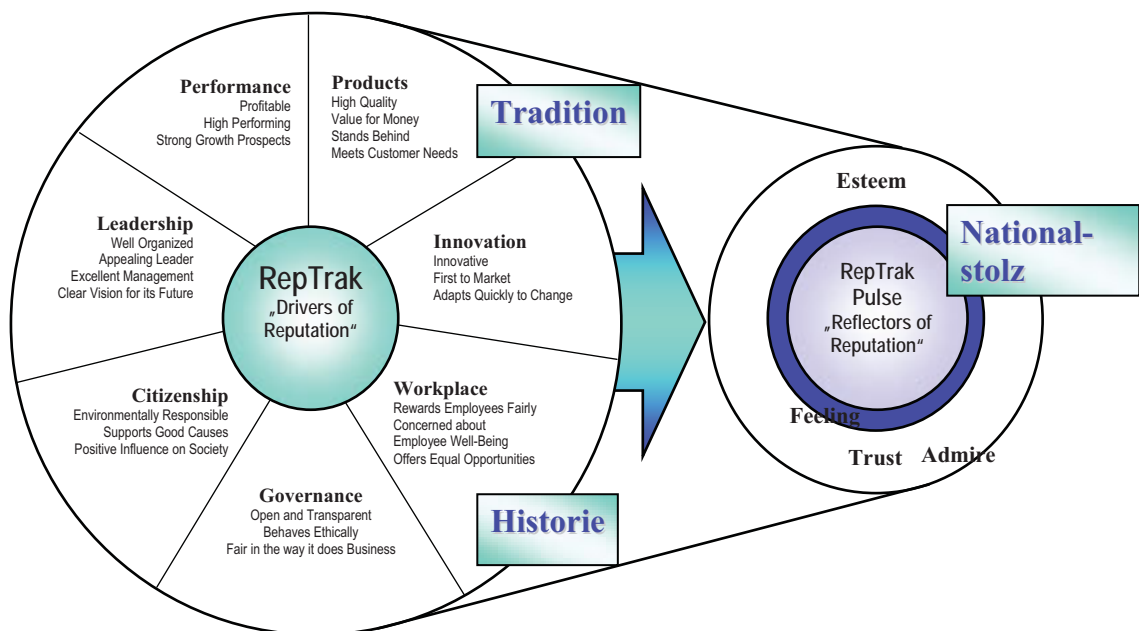 Performance
Profitable
High Performing
Strong Growth Prospects
Products
High Quality
Value for Money
Stands Behind
Meets Customer Needs
Tradition
Leadership
Well Organized
Appealing Leader
Excellent Management
Clear Vision for its Future
RepTrak
„Drivers of
Reputation“
Innovation
Innovative
First to Market
Adapts Quickly to Change
Citizenship
Environmentally Responsible
Supports Good Causes
Positive Influence on Society
Workplace
Rewards Employees Fairly
Concerned about
Employee Well-Being
Offers Equal Opportunities
Governance
Open and Transparent
Behaves Ethically
Fair in the way it does Business
Historie
Esteem
National-
stolz
RepTrak
Pulse
„Reflectors of
Reputation“
Feeling
Trust
Admire